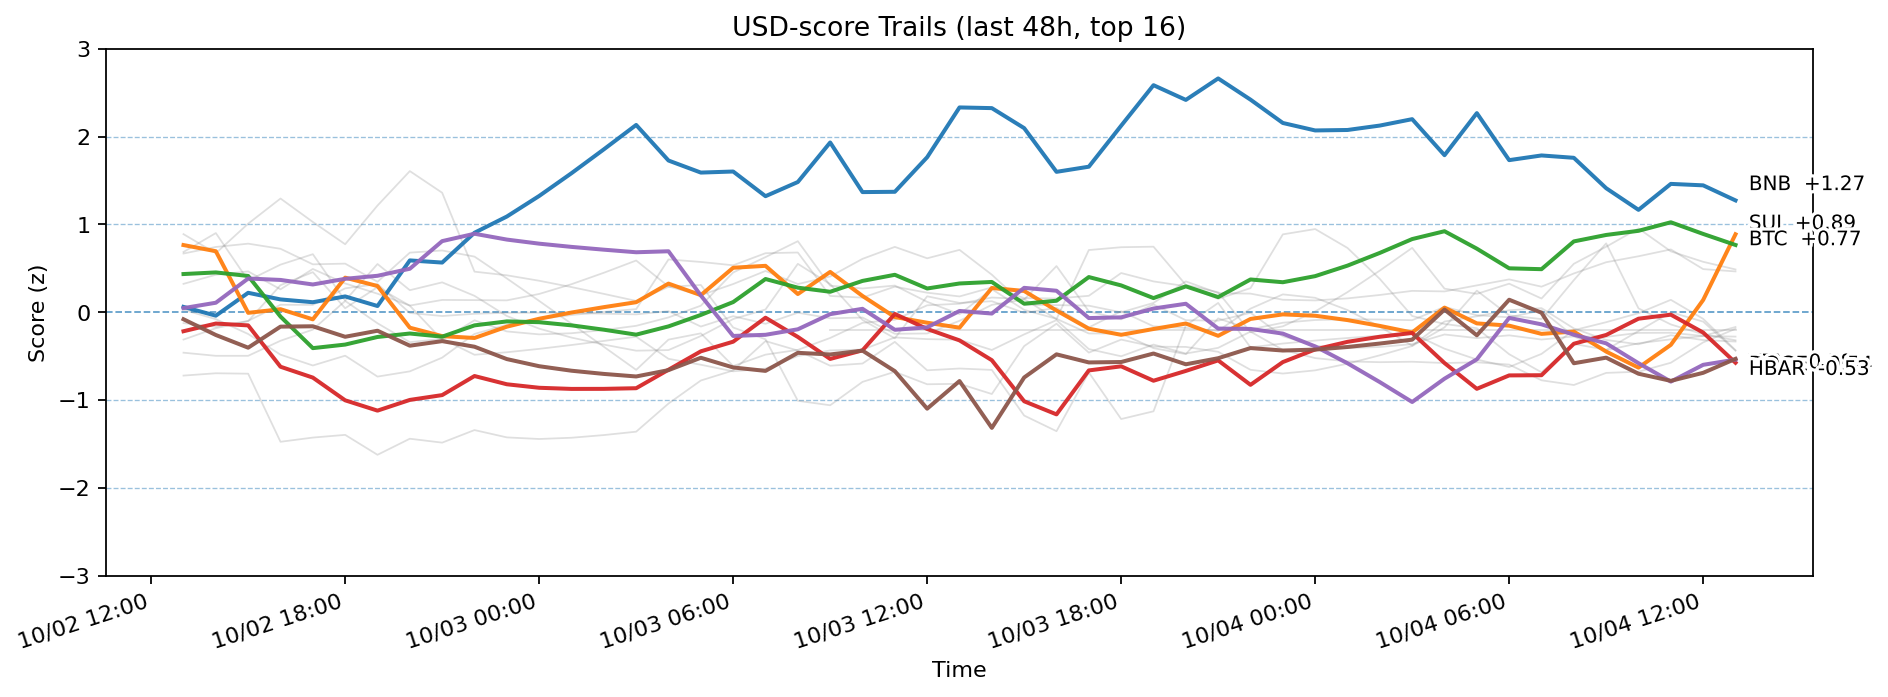 USD-score Trails (last 48h, top 16)
Score (z)
3
2
1
0
−1
−2
−3
BNB +1.27
+0.89
BTC +0.77
HBAR -0.53
10/02 12:00
10/02 18:00
10/03 00:00
10/03 06:00
10/03 12:00
10/03 18:00
10/04 00:00
10/04 06:00
10/04 12:00
Time